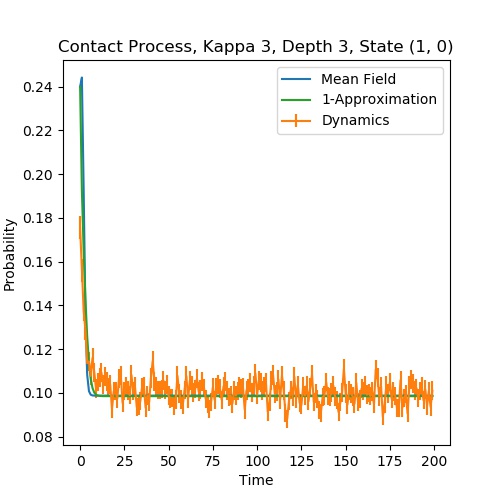 Contact Process, Kappa 3, Depth 3, State (1, 0)
Mean Field
1-Approximation
Dynamics
Probability
0.24
0.22
0.20
0.18
0.16
0.14
0.12
0.10
0.08
0 25 50 75 100 125 150 175 200
Time